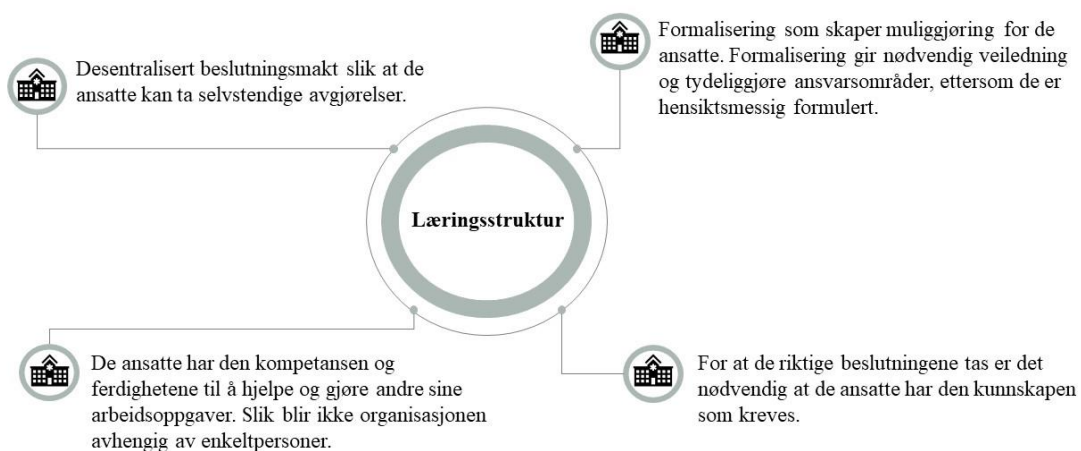 Desentralisert beslutningsmakt slik at de
ansatte kan ta selvstendige avgjørelser.
Formalisering som skaper muliggjøring for de
ansatte. Formalisering gir nødvendig veiledning
og tydeliggjøre ansvarsområder, ettersom de er
hensiktsmessig formulert.
Læringsstruktur
De ansatte har den kompetansen og
ferdighetene til å hjelpe og gjøre andre sine
arbeidsoppgaver. Slik blir ikke organisasjonen
avhengig av enkeltpersoner.
For at de riktige beslutningene tas er det
nødvendig at de ansatte har den kunnskapen
som kreves.